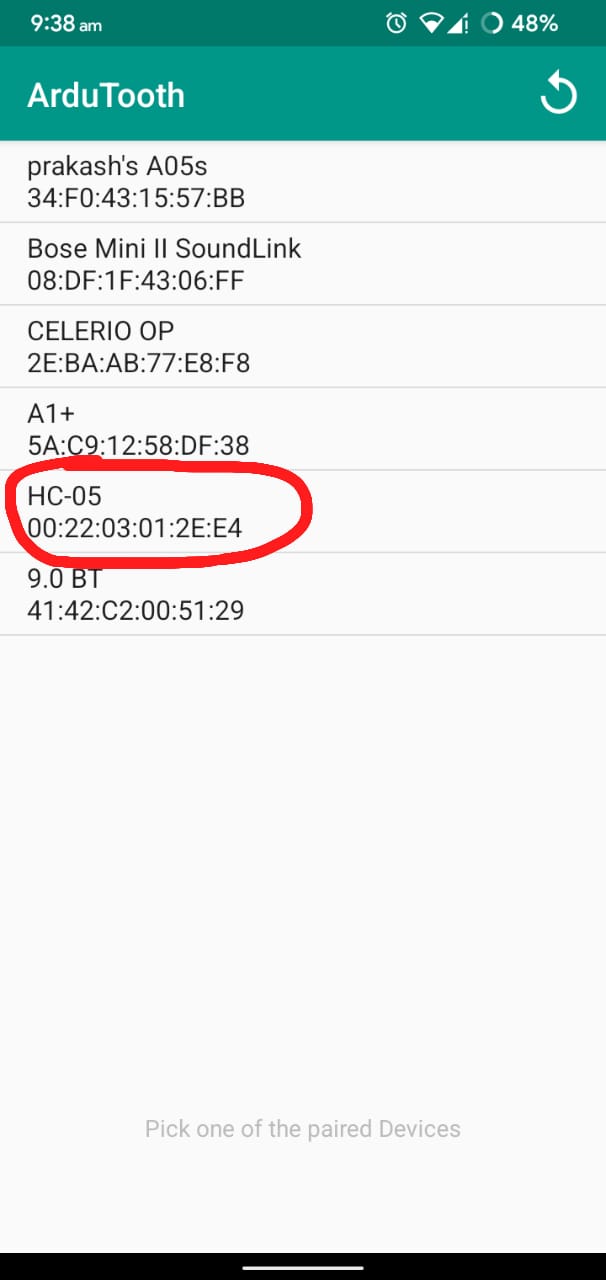 9:38 am
48%
ArduTooth
prakash's A05s
34:F0:43:15:57:BB
Bose Mini II SoundLink
08:DF:1F:43:06:FF
CELERIO OP
2E:BA:AB:77:E8:F8
A1+
5A:C9:12:58:DF:38
HC-05
00:22:03:01:2E:E4
9.0 BT
41:42:C2:00:51:29
Pick one of the paired Devices